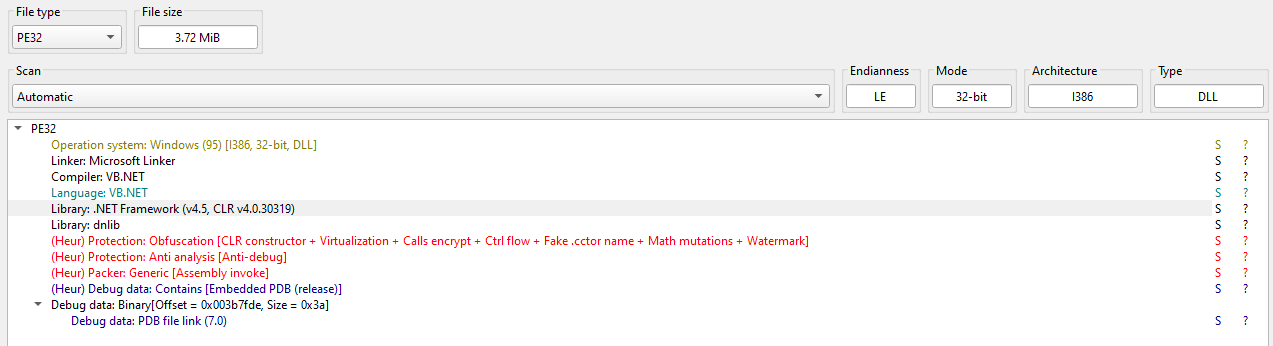 File type
File size
PE32
3.72 MiB
Scan
Endianness
Mode
Architecture
Type
Automatic
LE
32-bit
I386
DLL
PE32
Operation system: Windows (95) [I386, 32-bit, DLL] S ?
Linker: Microsoft Linker S ?
Compiler: VB.NET S ?
Language: VB.NET S ?
Library: .NET Framework (v4.5, CLR v4.0.30319) S ?
Library: dnlib S ?
(Heur) Protection: Obfuscation [CLR constructor + Virtualization + Calls encrypt + Ctrl flow + Fake .cctor name + Math mutations + Watermark] S ?
(Heur) Protection: Anti analysis [Anti-debug] S ?
(Heur) Packer: Generic [Assembly invoke] S ?
(Heur) Debug data: Contains [Embedded PDB (release)] S ?
Debug data: Binary[Offset = 0x003b7fde, Size = 0x3a]
Debug data: PDB file link (7.0) S ?